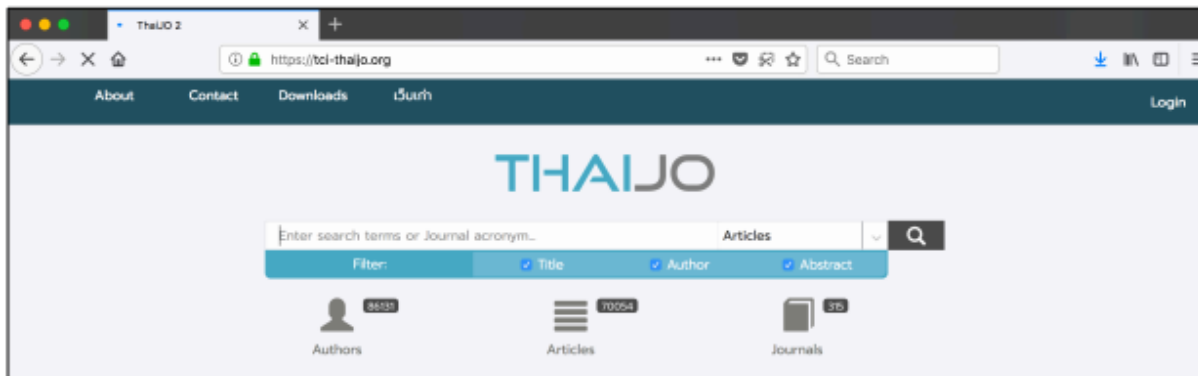 ThaiJO 2
https://tci-thaijo.org
Search
About Contact Downloads เว็บเก่า
Login
THAIJO
Enter search terms or Journal acronym... Articles
Filter: Title Author Abstract
86131 70054 315
Authors Articles Journals